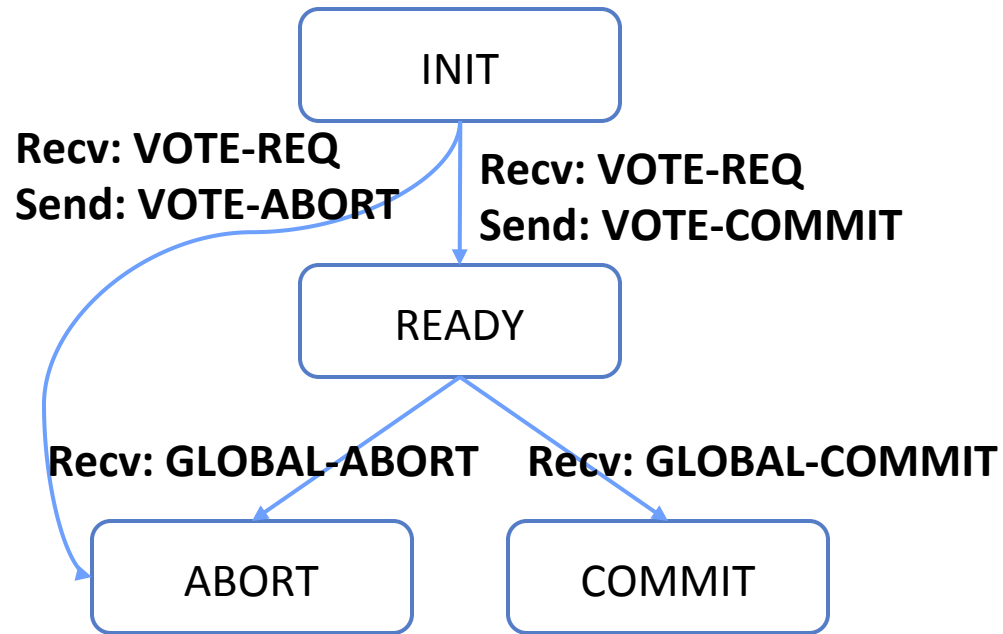 INIT
Recv: VOTE-REQ
Send: VOTE-ABORT
Recv: VOTE-REQ
Send: VOTE-COMMIT
READY
Recv: GLOBAL-ABORT
Recv: GLOBAL-COMMIT
ABORT
COMMIT